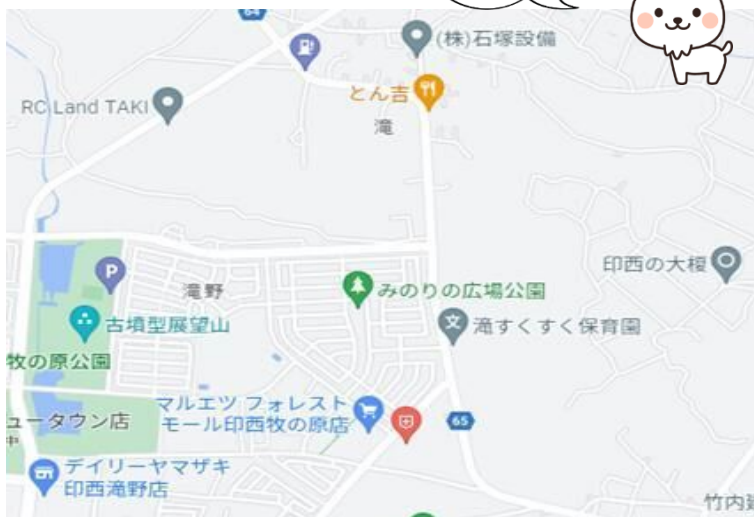 64
(株)石塚設備
とん吉
RC Land TAKI
滝
印西の大榎
P
滝野
みのりの広場公園
古墳型展望山
文
滝すくすく保育園
牧の原公園
マルエツ フォレスト
モール印西牧の原店
ュータウン店
中
65
デイリーヤマザキ
印西滝野店